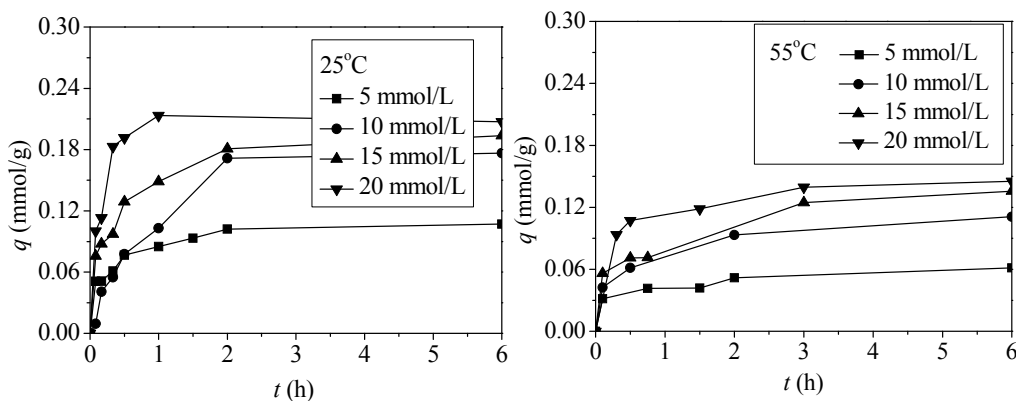 0.30
0.24
0.18
0.12
0.06
0.00
q (mmol/g)
25°C
5 mmol/L
10 mmol/L
15 mmol/L
20 mmol/L
0 1 2 3 4 5 6
t (h)
0.30
0.24
0.18
0.12
0.06
0.00
q (mmol/g)
55°C
5 mmol/L
10 mmol/L
15 mmol/L
20 mmol/L
0 1 2 3 4 5 6
t (h)